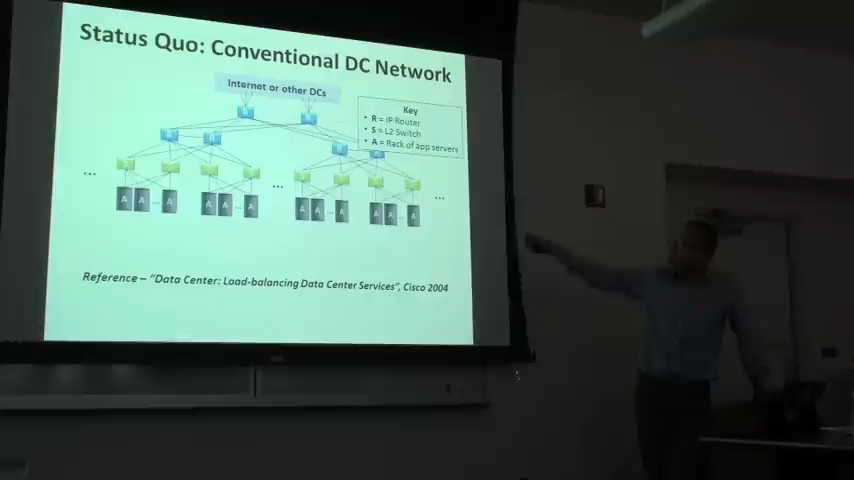 Status Quo: Conventional DC Network
Internet or other DCs
Key
• R = IP Router
• S = L2 Switch
• A = Rack of app servers
...
...
...
A A ... A
A A ... A
A A ... A
A A ... A
Reference – "Data Center: Load-balancing Data Center Services", Cisco 2004